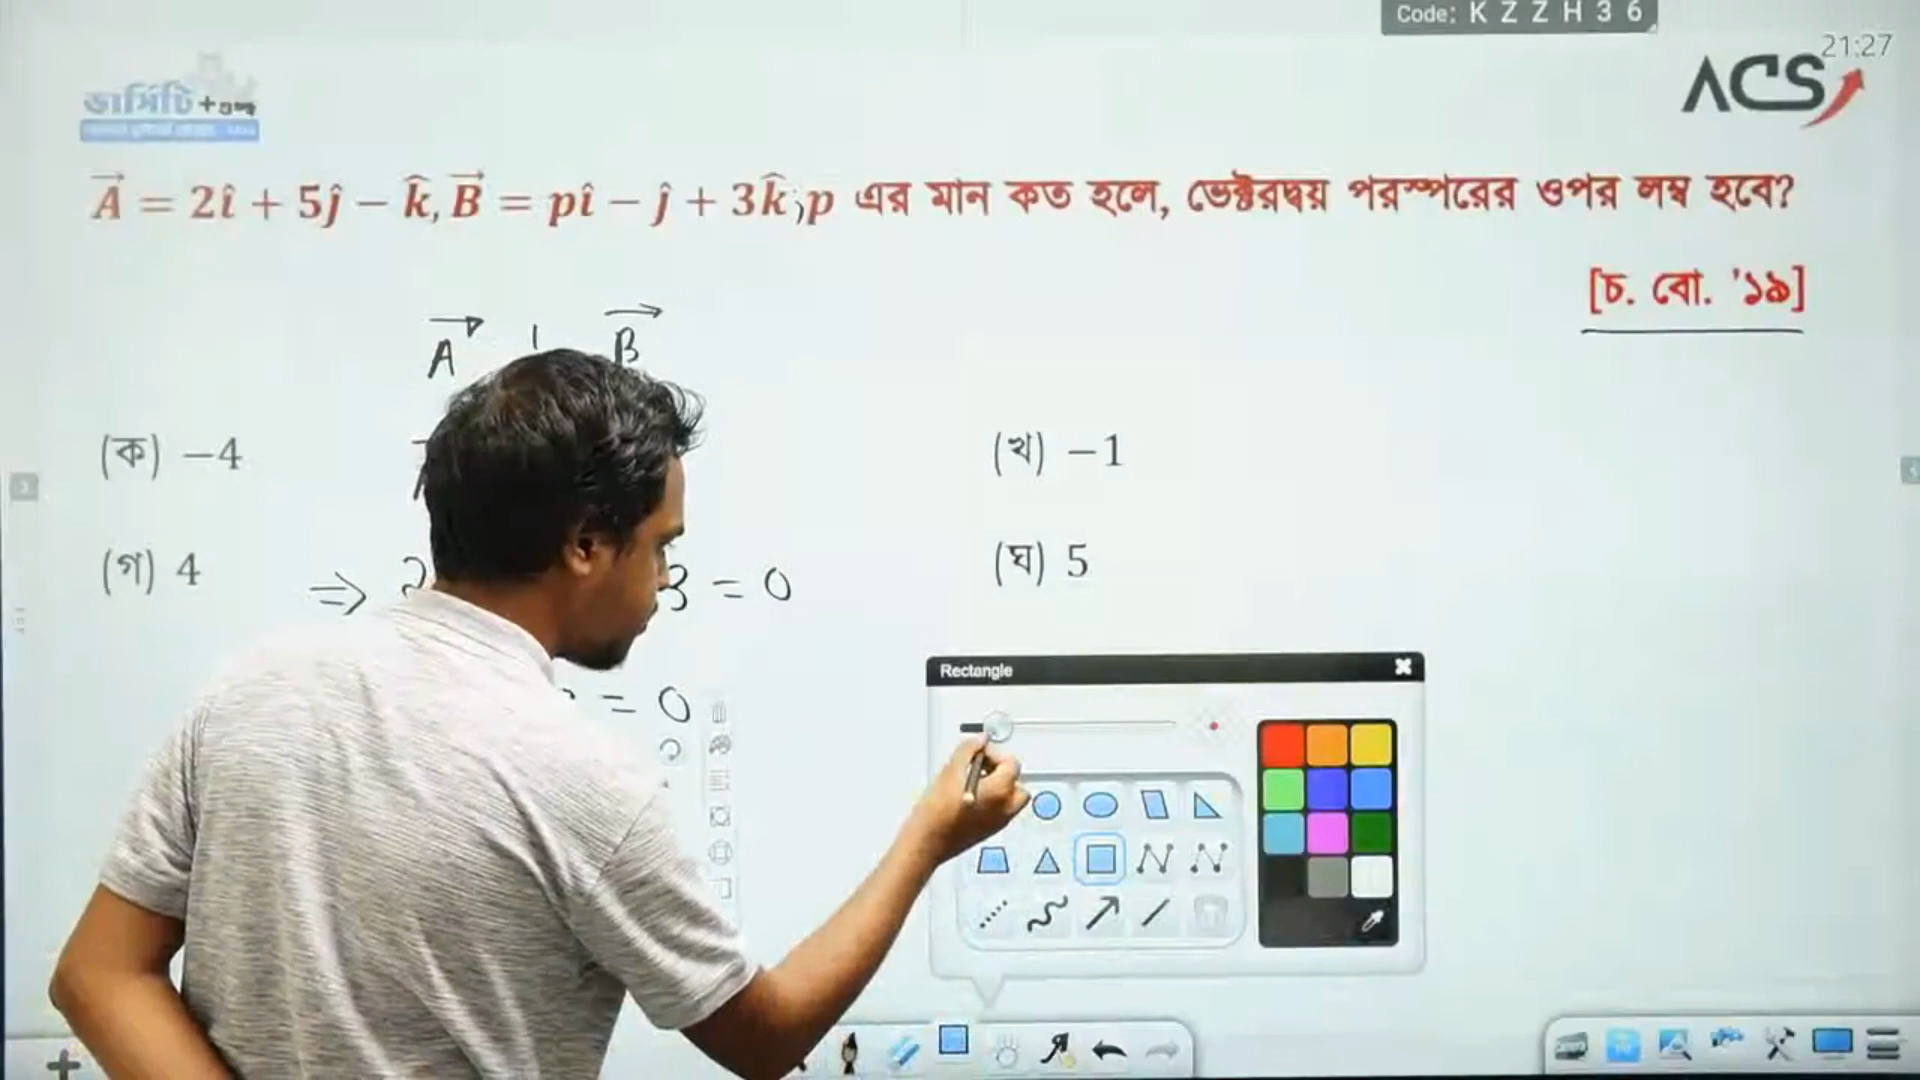 Code: K Z Z H 3 6
21:27
ACS
ভার্সিটি +
A⃗ = 2î + 5ĵ − k̂, B⃗ = pî − ĵ + 3k̂; p এর মান কত হলে, ভেক্টরদ্বয় পরস্পরের ওপর লম্ব হবে?
[চ. বো. '১৯]
A⃗ B⃗
(ক) −4
(খ) −1
(গ) 4
(ঘ) 5
⇒ 2 3 = 0
= 0
Rectangle